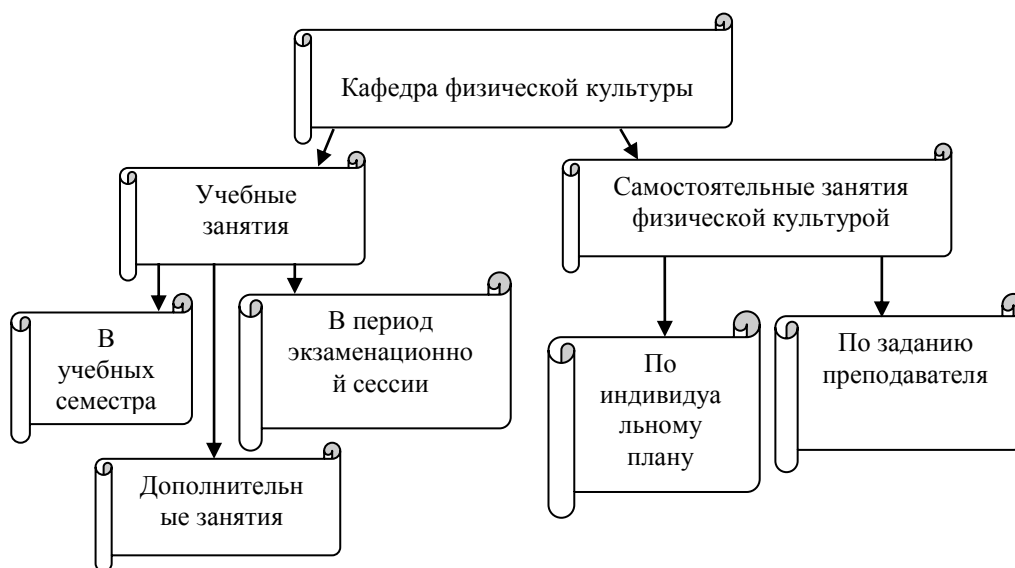 Кафедра физической культуры
Учебные
занятия
Самостоятельные занятия
физической культурой
В
учебных
семестра
В период
экзаменационно
й сессии
Дополнительн
ые занятия
По
индивидуа
льному
плану
По заданию
преподавателя